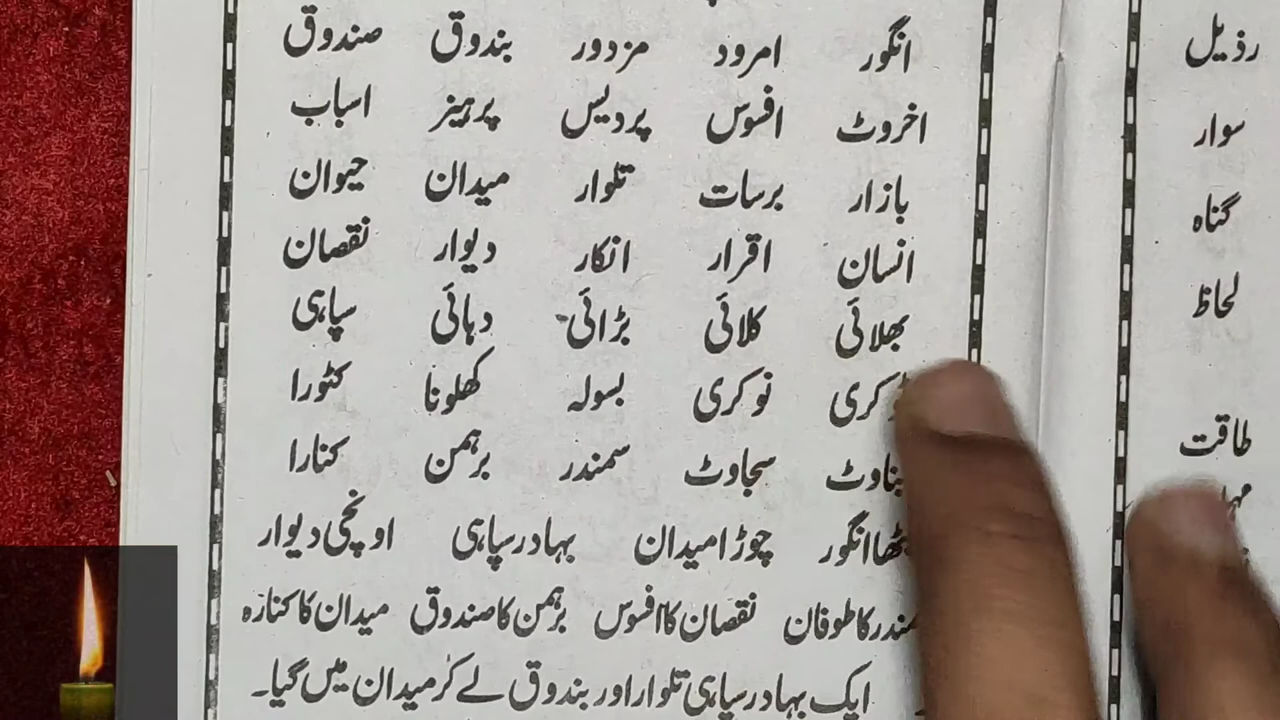 انگور امرود مزدور بندوق صندوق
اخروٹ افسوس پردیس پرہیز اسباب
بازار برسات تلوار میدان حیوان
انسان اقرار انکار دیوار نقصان
بھلائی کلائی بڑائی دہائی سپاہی
نوکری بسولہ کھلونا کٹورا
سجاوٹ سمندر برہمن کنارا
انگور چوڑا میدان بہادر سپاہی اونچی دیوار
کا طوفان نقصان کا افسوس برہمن کا صندوق میدان کا کنارہ
ایک بہادر سپاہی تلوار اور بندوق لے کر میدان میں گیا۔
رذیل
سوار
گناہ
لحاظ
طاقت